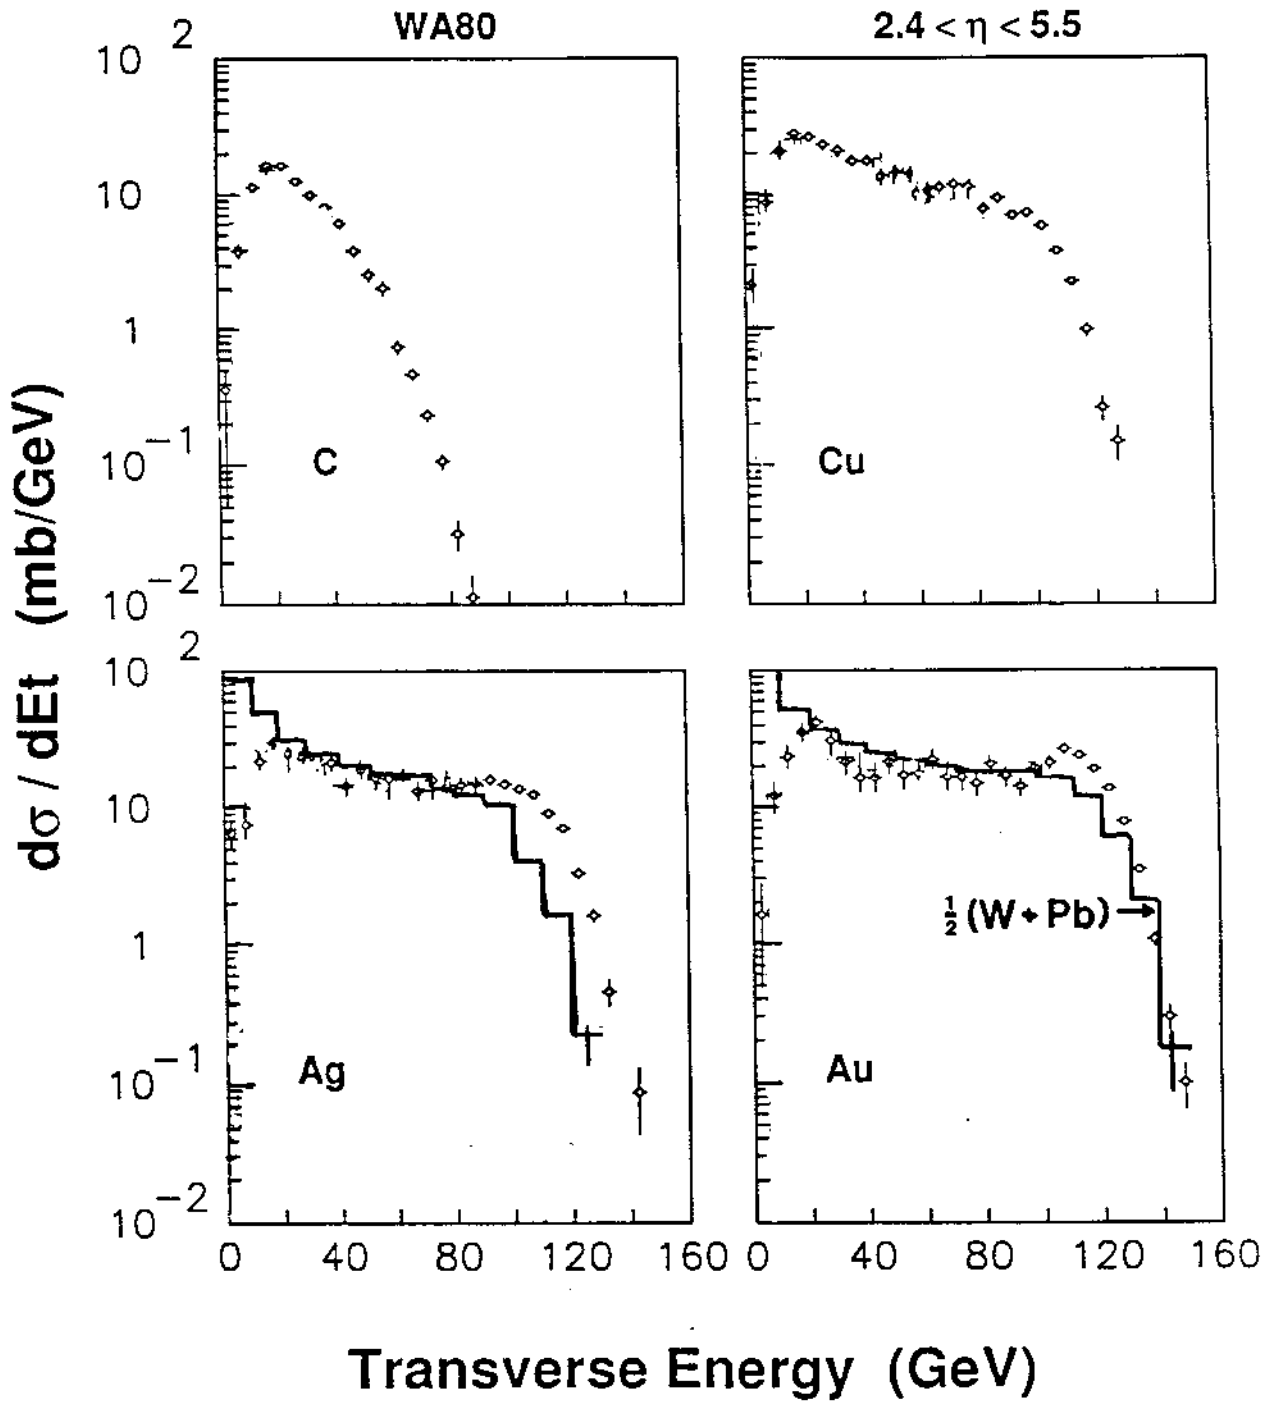 WA80
2.4 < η < 5.5
10 2
10
1
10 −1
10 −2
C
Cu
dσ / dEt (mb/GeV)
10 2
10
1
10 −1
10 −2
Ag
½ (W + Pb)
Au
0 40 80 120 160 0 40 80 120 160
Transverse Energy (GeV)